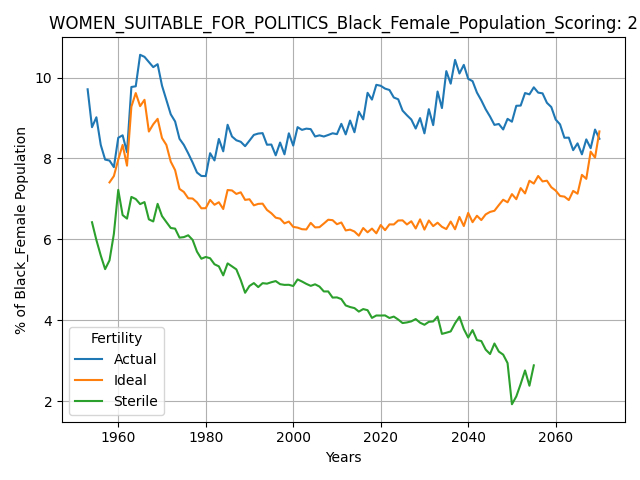 WOMEN_SUITABLE_FOR_POLITICS_Black_Female_Population_Scoring: 2
% of Black_Female Population
10
8
6
4
2
Fertility
Actual
Ideal
Sterile
1960 1980 2000 2020 2040 2060
Years